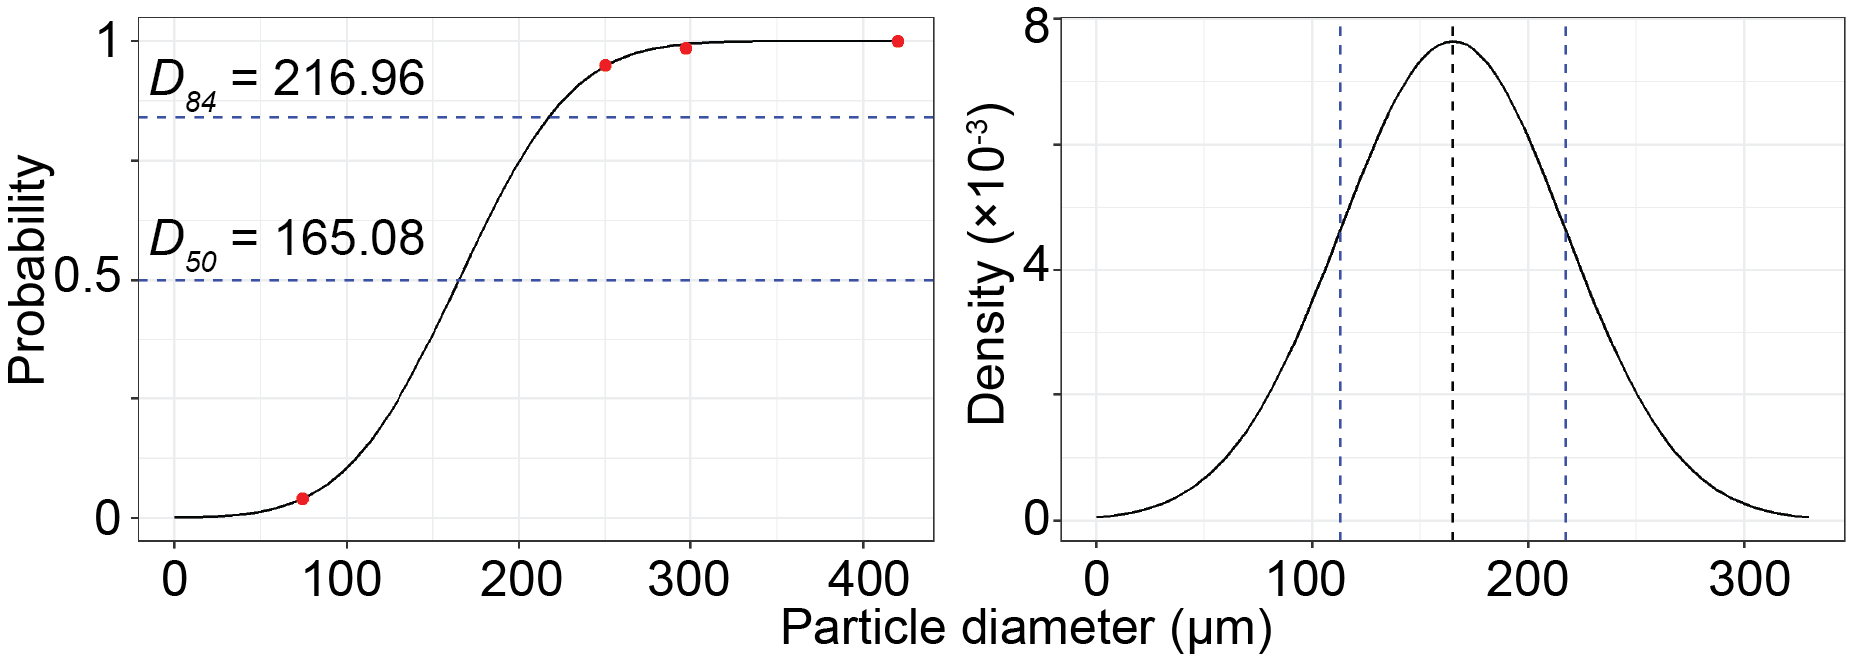 Probability
1
0.5
0
D84 = 216.96
D50 = 165.08
0 100 200 300 400
Density (×10-3)
8
4
0
0 100 200 300
Particle diameter (µm)